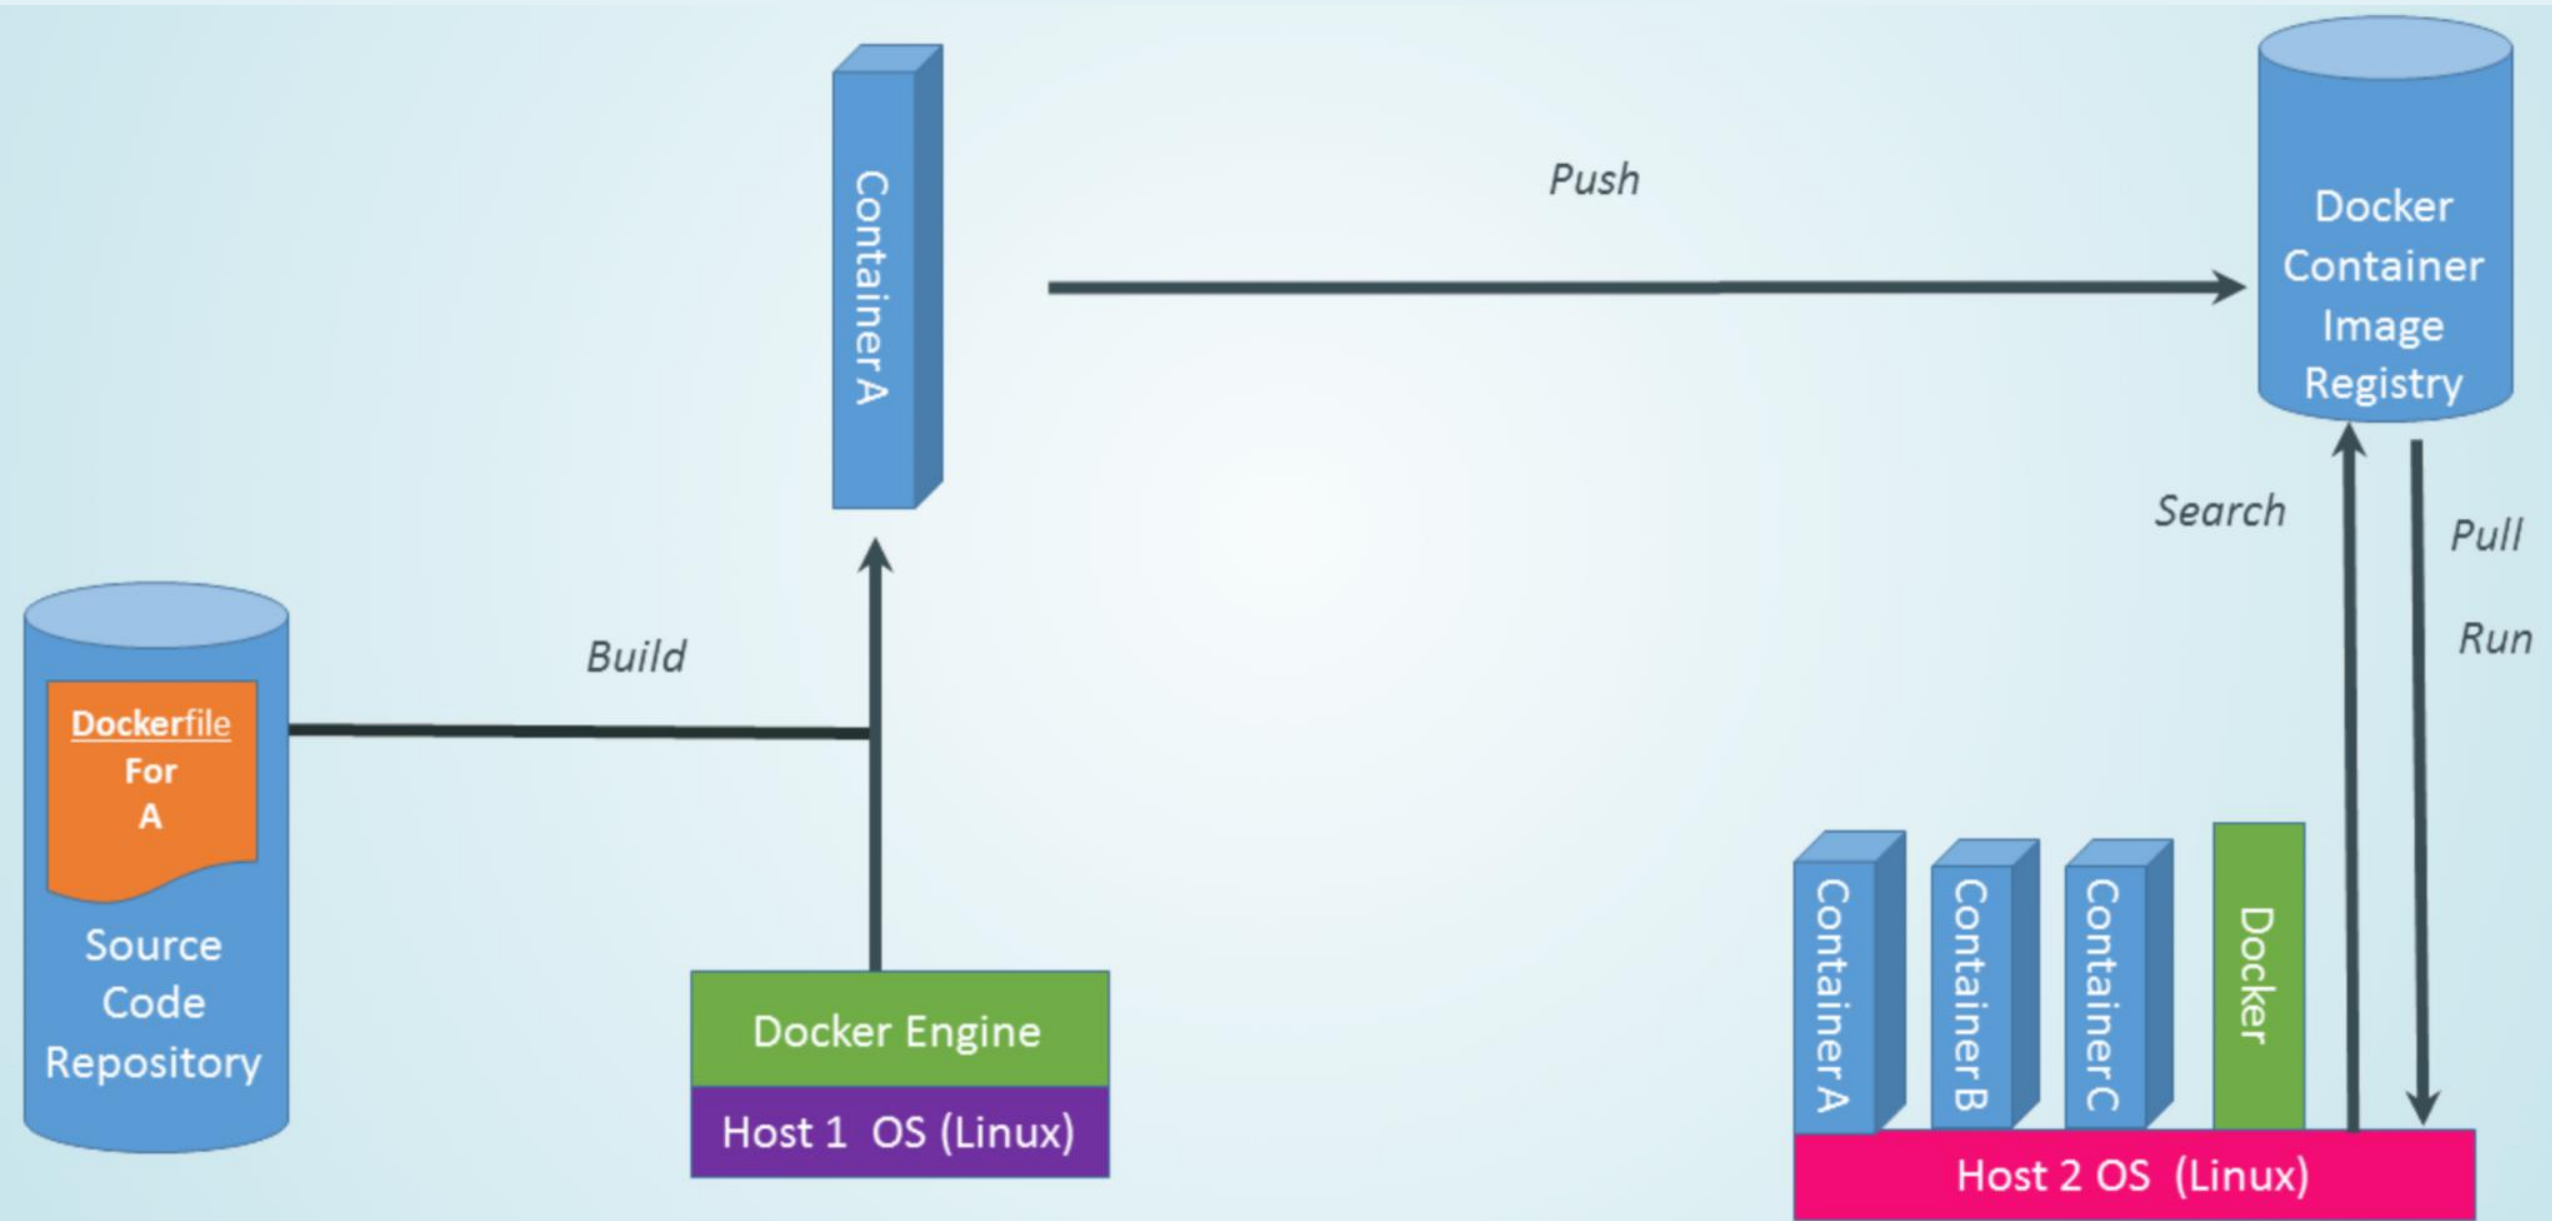 Container A
Push
Docker
Container
Image
Registry
Search
Pull
Run
Build
Dockerfile
For
A
Source
Code
Repository
Docker Engine
Host 1 OS (Linux)
Container A
Container B
Container C
Docker
Host 2 OS (Linux)